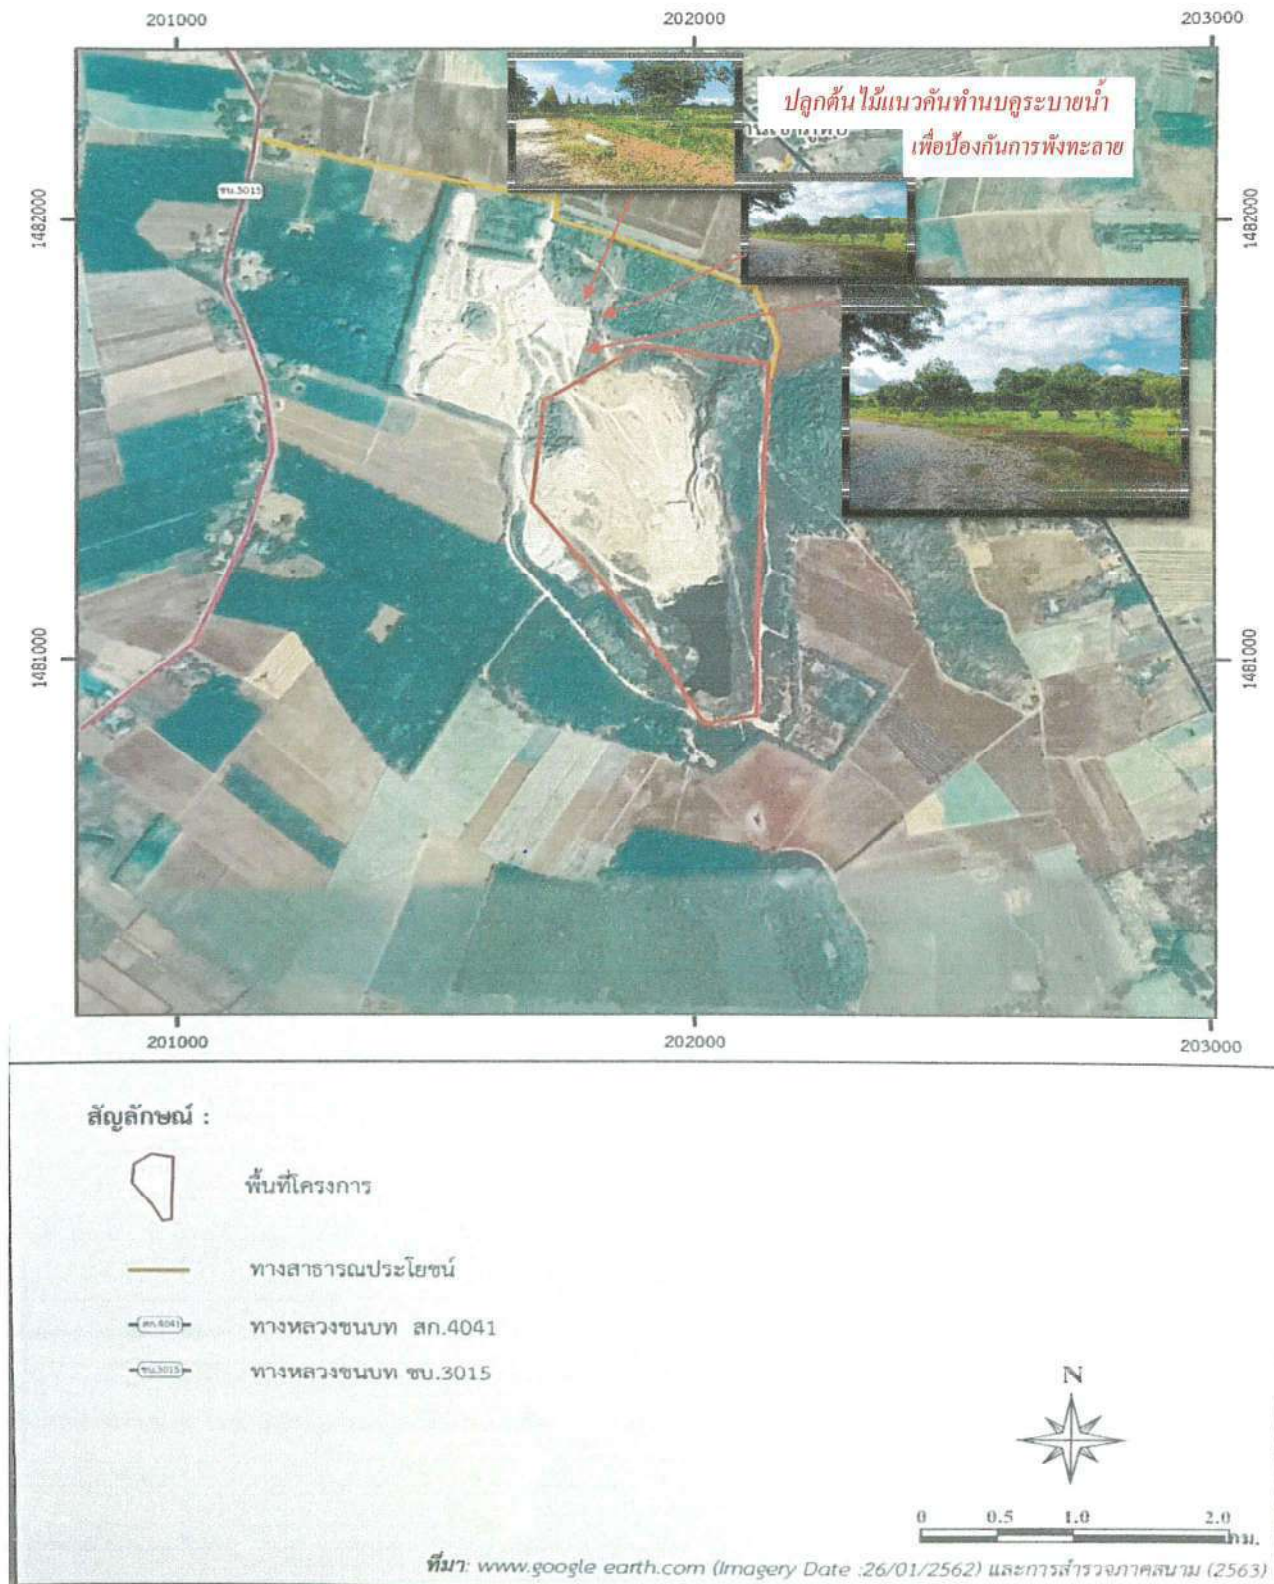 201000
202000
203000
ปลูกต้นไม้แนวคันทำนบคูระบายน้ำ
เพื่อป้องกันการพังทะลาย
ชบ.3015
1482000
1482000
1481000
1481000
201000
202000
203000
สัญลักษณ์ :
พื้นที่โครงการ
ทางสาธารณประโยชน์
สก.4041
ทางหลวงชนบท สก.4041
ชบ.3015
ทางหลวงชนบท ชบ.3015
N
0 0.5 1.0 2.0
กม.
ที่มา: www.google earth.com (Imagery Date :26/01/2562) และการสำรวจภาคสนาม (2563)